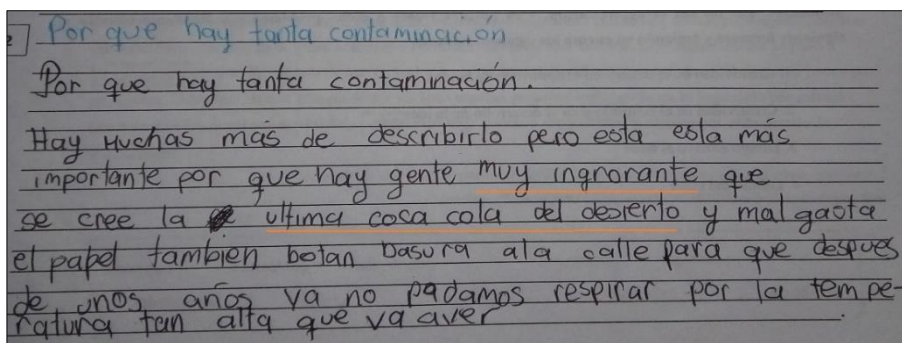 Por que hay tanta contaminación
Por que hay tanta contaminación.
Hay Muchas más de describirlo pero esta esta más
importante por que hay gente muy ingnorante que
se cree la ultima coca cola del desierto y mal gasta
el papel tambien botan basura ala calle para que despues
de unos años ya no padamos respirar por la tempe-
ratura tan alta que va aver.